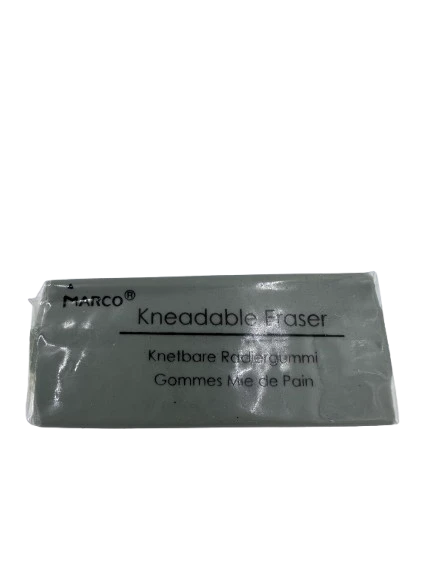 MARCO®
Kneadable Eraser
Knetbare Radiergummi
Gommes Mie de Pain